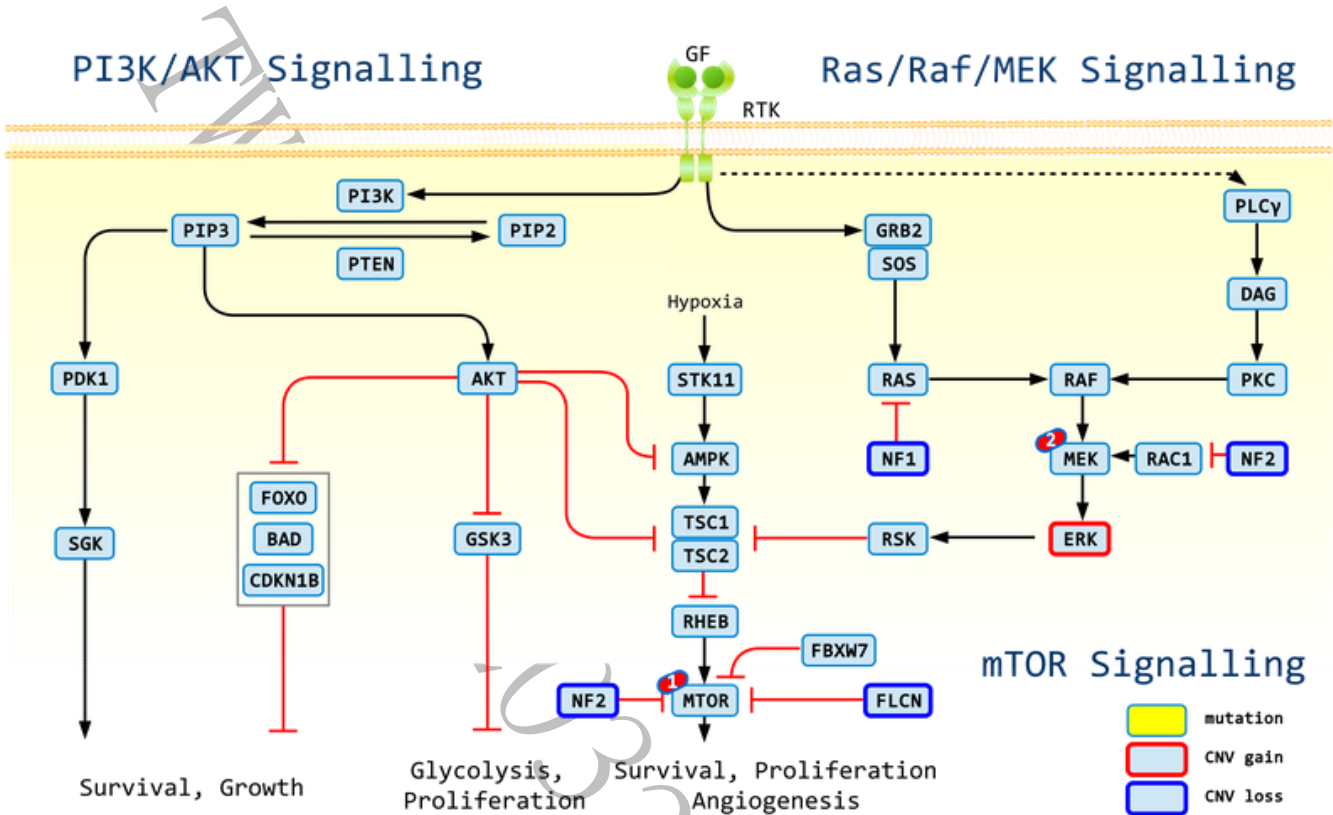 PI3K/AKT Signalling
GF
Ras/Raf/MEK Signalling
RTK
PI3K
PLCγ
PIP3
PIP2
GRB2
PTEN
SOS
DAG
Hypoxia
PDK1
AKT
STK11
RAS
RAF
PKC
2
AMPK
NF1
MEK
RAC1
NF2
FOXO
TSC1
SGK
BAD
GSK3
RSK
ERK
TSC2
CDKN1B
RHEB
FBXW7
mTOR Signalling
1
NF2
MTOR
FLCN
mutation
CNV gain
CNV loss
Survival, Growth
Glycolysis,
Proliferation
Survival, Proliferation
Angiogenesis